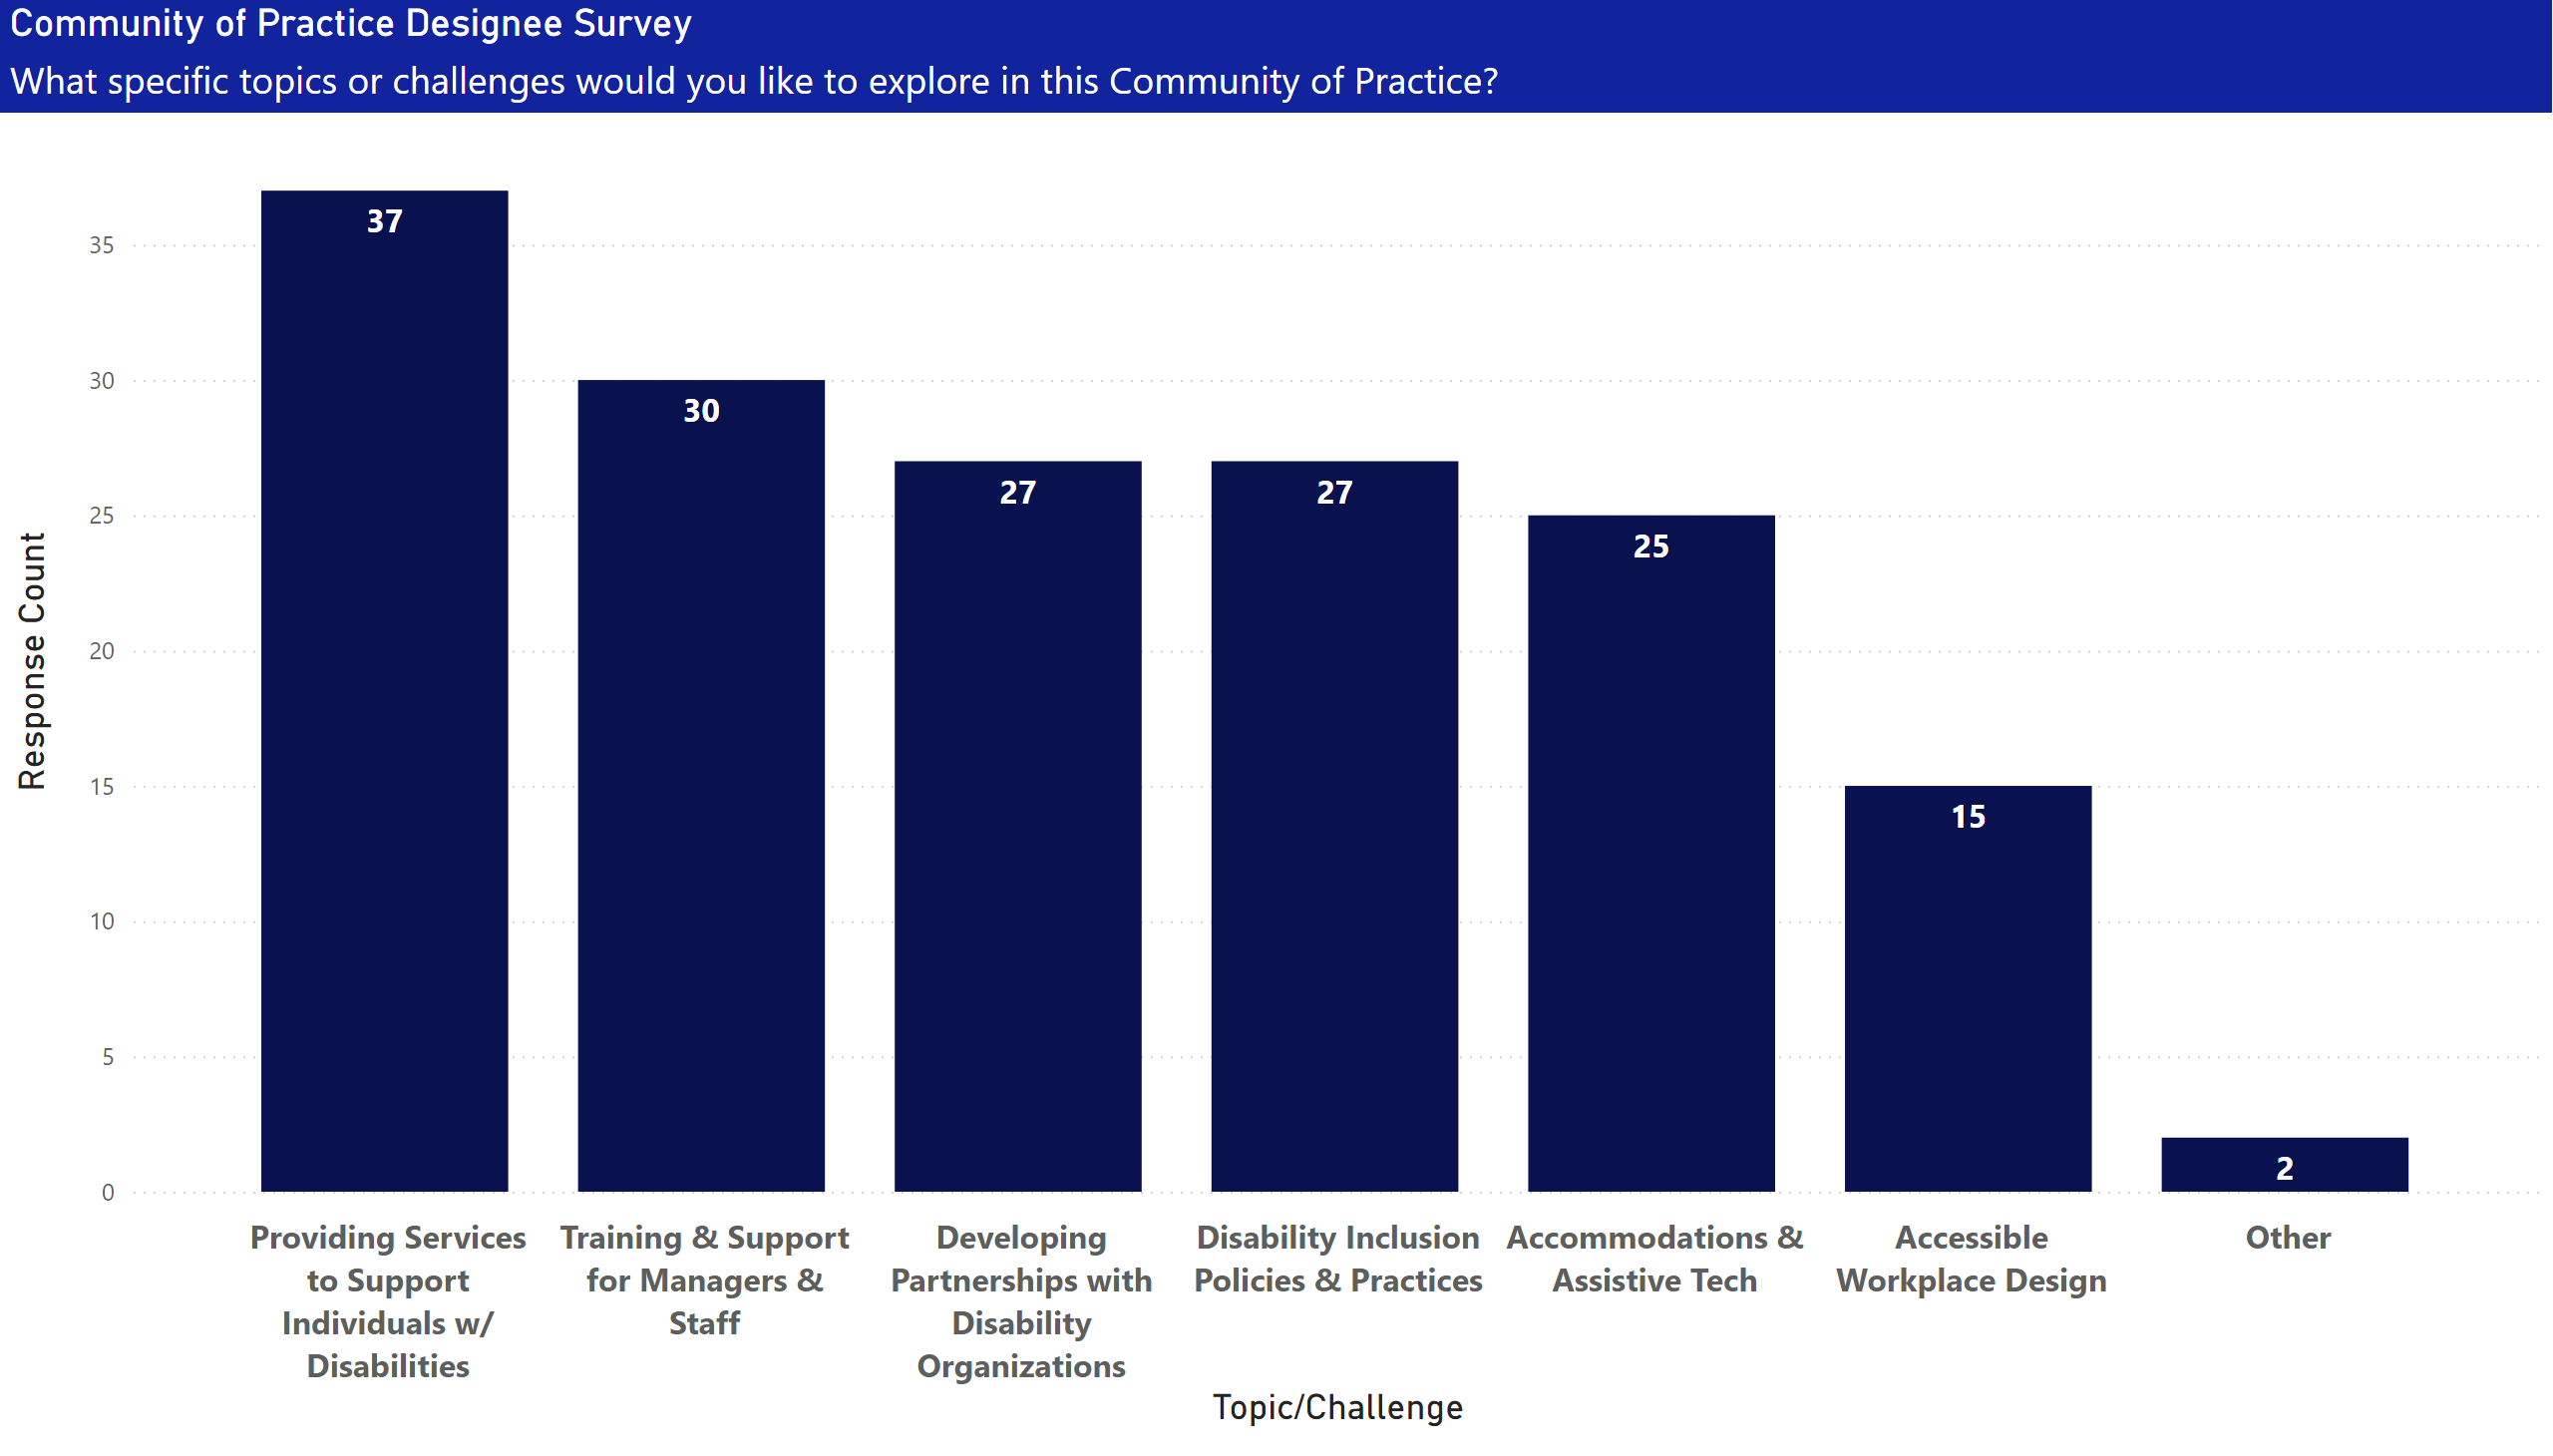 Community of Practice Designee Survey
What specific topics or challenges would you like to explore in this Community of Practice?
Response Count
35
30
25
20
15
10
5
0
37
30
27
27
25
15
2
Providing Services
to Support
Individuals w/
Disabilities
Training & Support
for Managers &
Staff
Developing
Partnerships with
Disability
Organizations
Disability Inclusion
Policies & Practices
Accommodations &
Assistive Tech
Accessible
Workplace Design
Other
Topic/Challenge